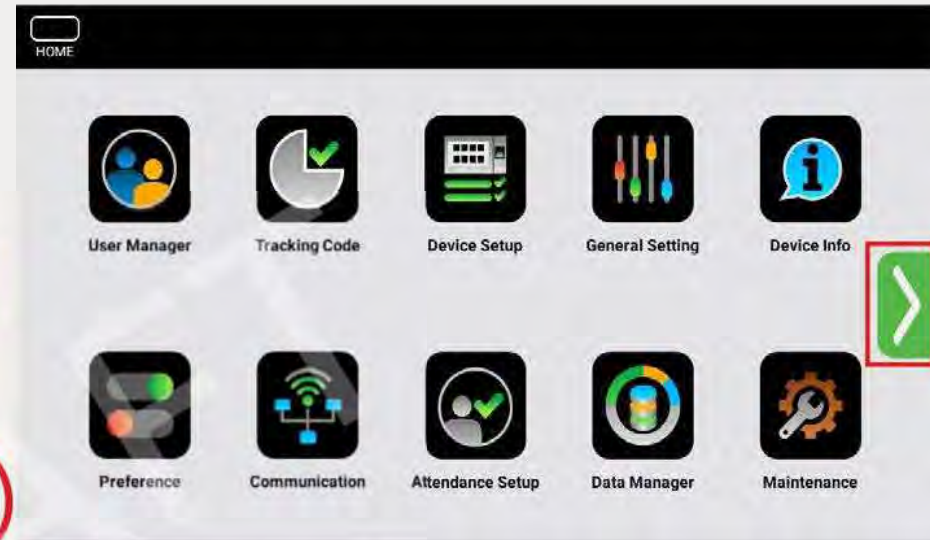 HOME
User Manager
Tracking Code
Device Setup
General Setting
Device Info
Preference
Communication
Attendance Setup
Data Manager
Maintenance